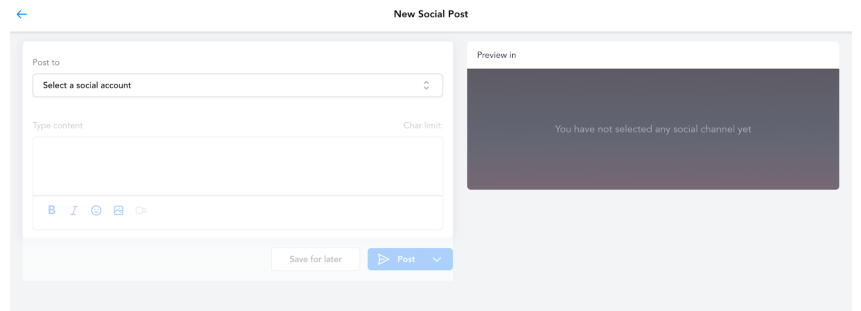 New Social Post
Post to
Select a social account
Type content
Char limit:
B I
Save for later
Post
Preview in
You have not selected any social channel yet